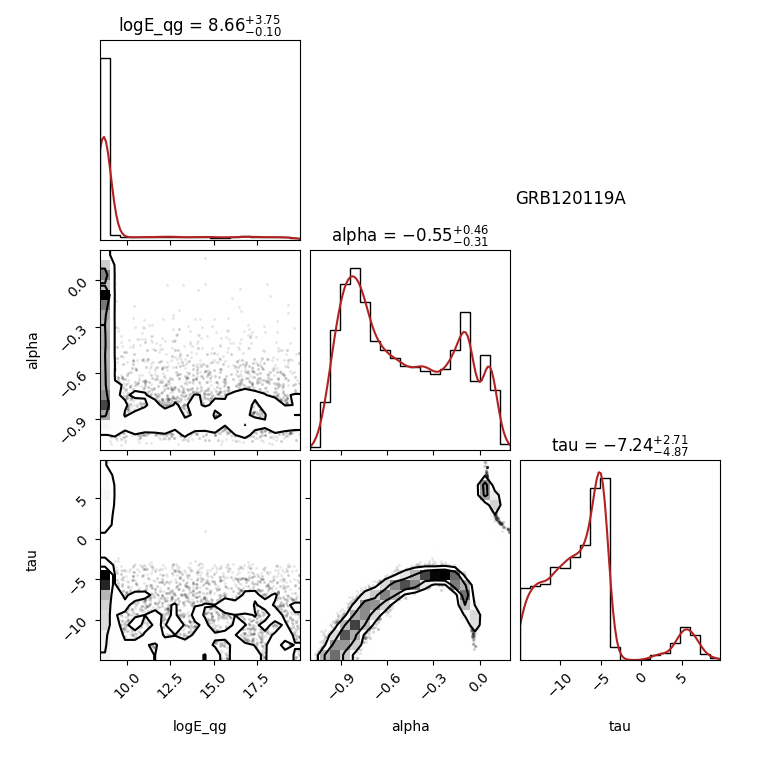 logE_qg = 8.66+3.75−0.10
GRB120119A
alpha = −0.55+0.46−0.31
0.0
−0.3
−0.6
−0.9
alpha
tau = −7.24+2.71−4.87
5
0
−5
−10
tau
10.0 12.5 15.0 17.5
−0.9 −0.6 −0.3 0.0
−10 −5 0 5
logE_qg alpha tau